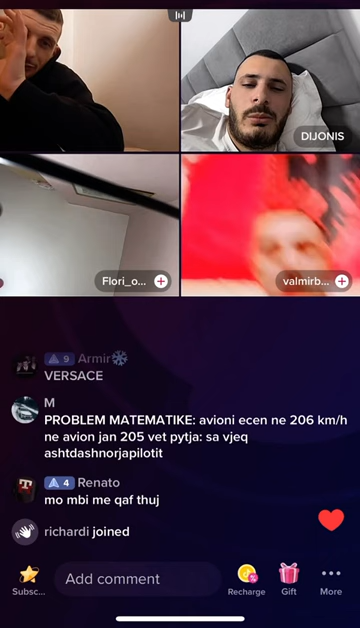 DIJONIS
Flori_o...
valmirb...
9 Armir❄️
VERSACE
M
PROBLEM MATEMATIKE: avioni ecen ne 206 km/h
ne avion jan 205 vet pytja: sa vjeq
ashtdashnorjapilotit
4 Renato
mo mbi me qaf thuj
richardi joined
Add comment
Subsc...
Recharge
Gift
More